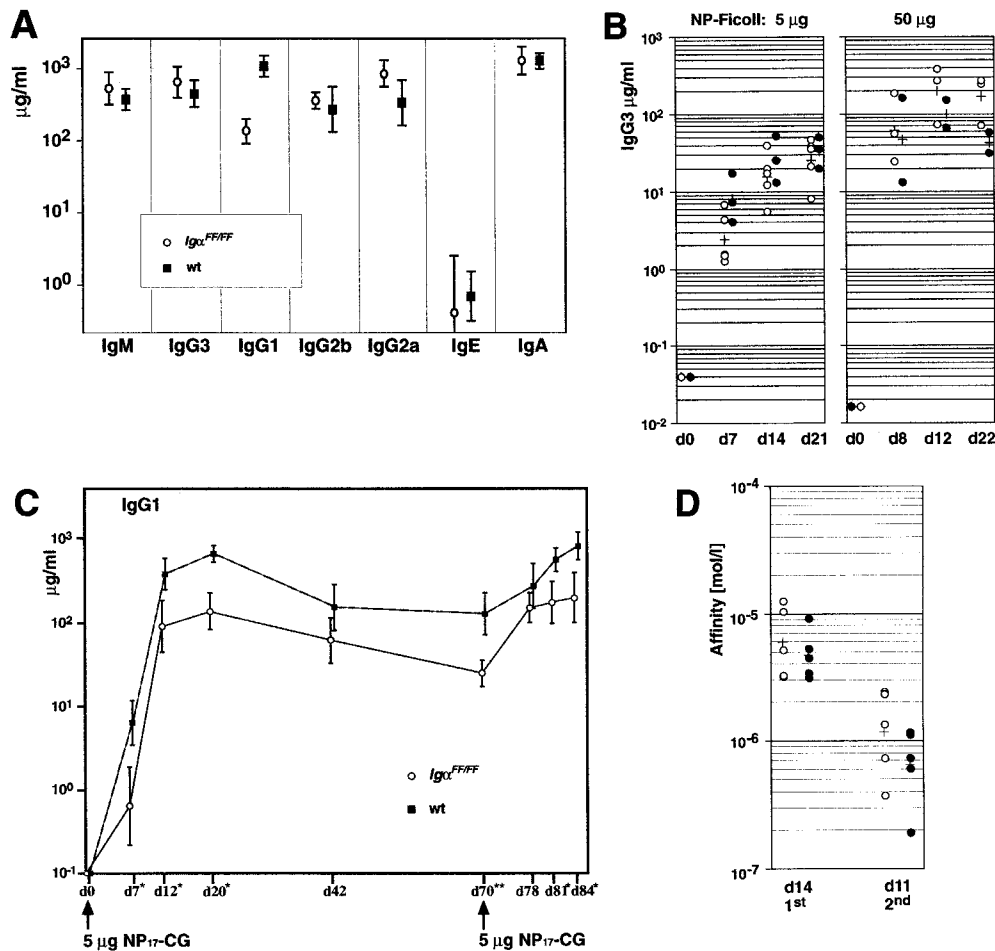 A
µg/ml
10³
10²
10¹
10⁰
Igα^FF/FF
wt
IgM IgG3 IgG1 IgG2b IgG2a IgE IgA
B
NP-Ficoll: 5 µg 50 µg
IgG3 µg/ml
10³
10²
10¹
10⁰
10⁻¹
10⁻²
d0 d7 d14 d21 d0 d8 d12 d22
C
IgG1
µg/ml
10³
10²
10¹
10⁰
10⁻¹
Igα^FF/FF
wt
d0 d7* d12* d20* d42 d70** d78 d81* d84*
5 µg NP₁₇-CG 5 µg NP₁₇-CG
D
Affinity [mol/l]
10⁻⁴
10⁻⁵
10⁻⁶
10⁻⁷
d14 d11
1st 2nd